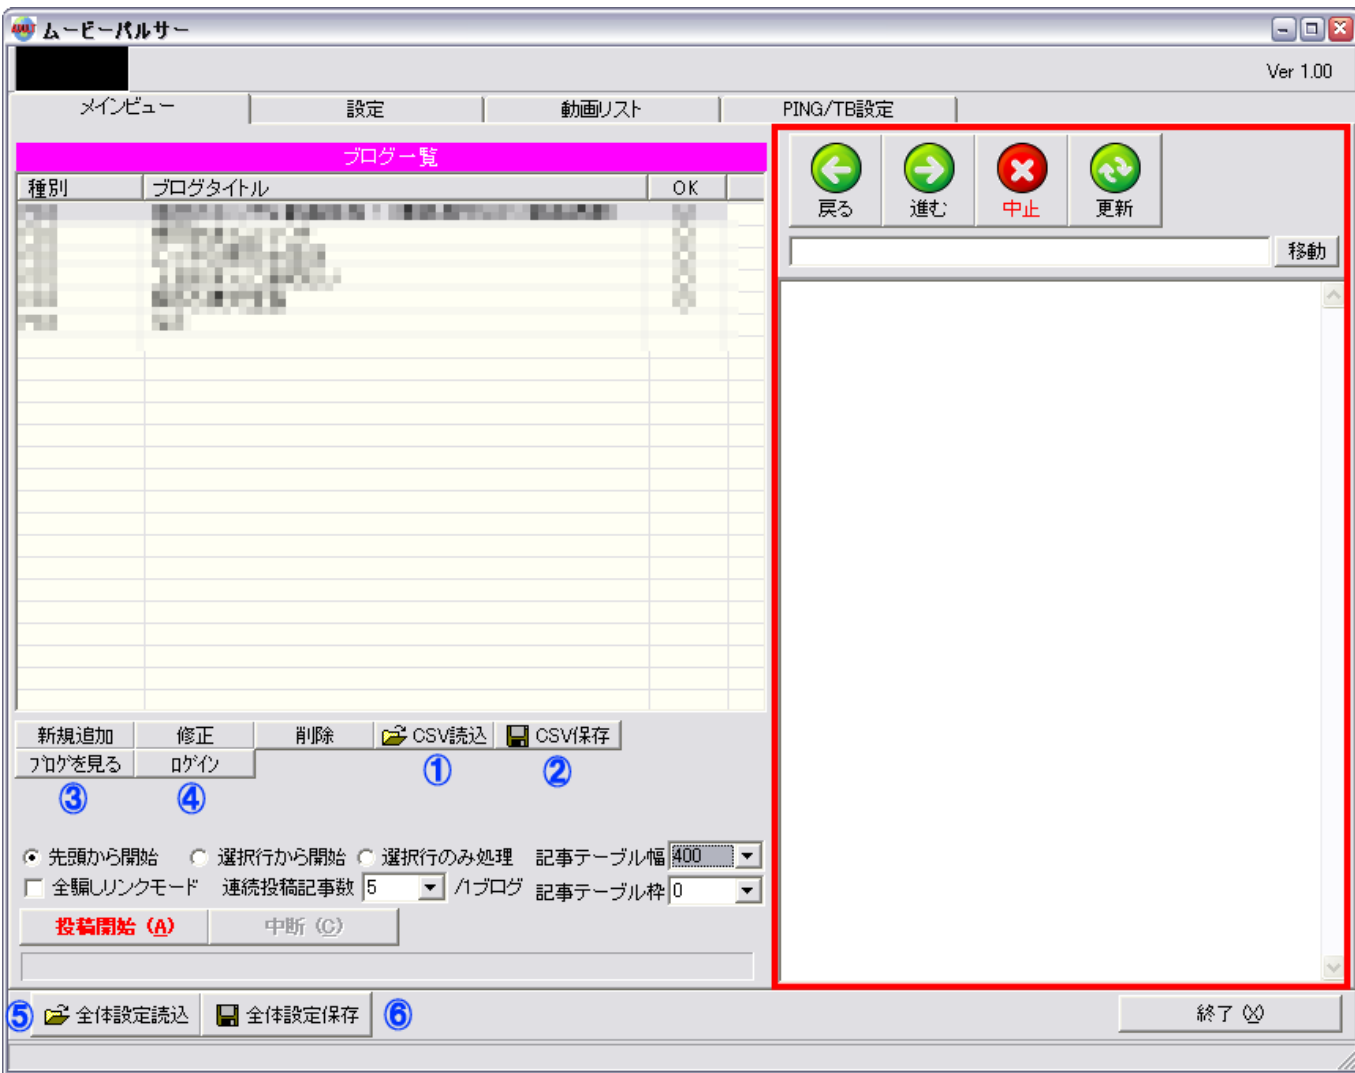 ムービーパルサー
Ver 1.00
メインビュー 設定 動画リスト PING/TB設定
ブログ一覧
種別 ブログタイトル OK
戻る 進む 中止 更新
移動
新規追加 修正 削除 CSV読込 CSV保存
ブログを見る ログイン
① ②
③ ④
先頭から開始 選択行から開始 選択行のみ処理 記事テーブル幅 400
全騙しリンクモード 連続投稿記事数 5 /1ブログ 記事テーブル枠 0
投稿開始 (A) 中断 (C)
⑤ 全体設定読込 全体設定保存 ⑥ 終了 (X)